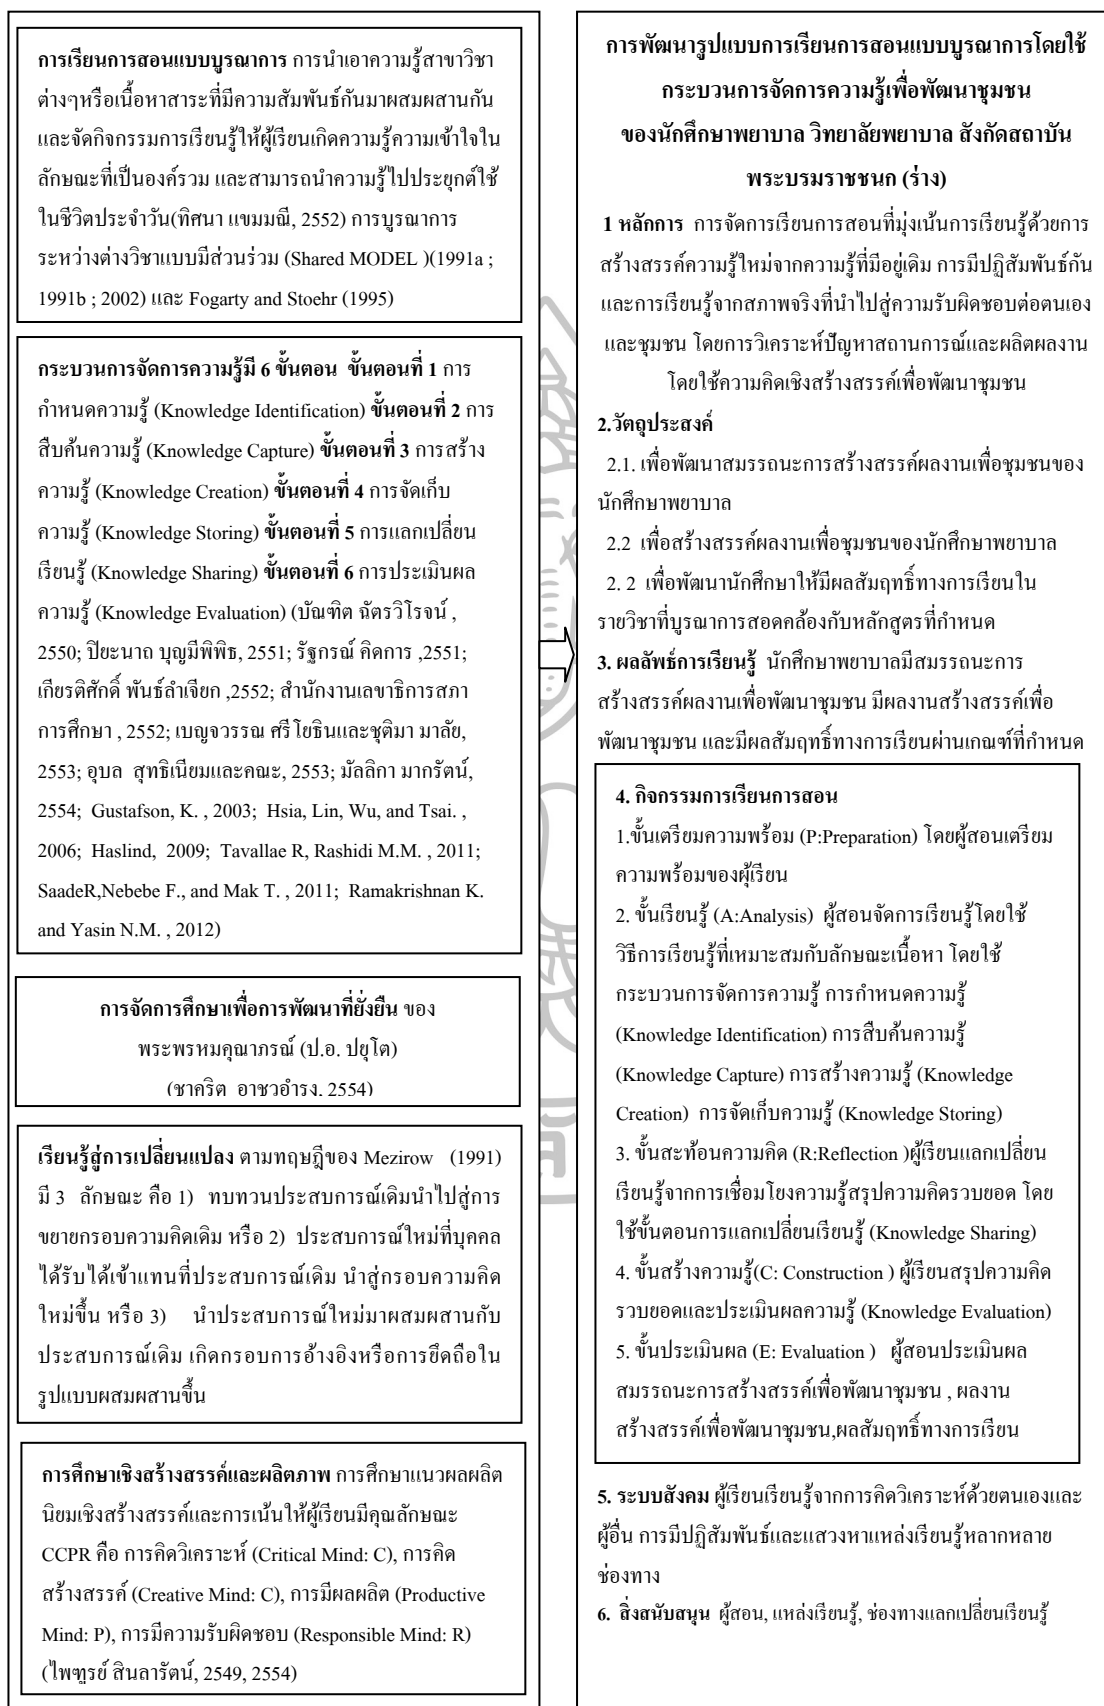 การเรียนการสอนแบบบูรณาการ การนำเอาความรู้สาขาวิชา
ต่างๆหรือเนื้อหาสาระที่มีความสัมพันธ์กันมาผสมผสานกัน
และจัดกิจกรรมการเรียนรู้ให้ผู้เรียนเกิดความรู้ความเข้าใจใน
ลักษณะที่เป็นองค์รวม และสามารถนำความรู้ไปประยุกต์ใช้
ในชีวิตประจำวัน(ทิศนา แขมมณี, 2552) การบูรณาการ
ระหว่างต่างวิชาแบบมีส่วนร่วม (Shared MODEL )(1991a ;
1991b ; 2002) และ Fogarty and Stoehr (1995)
กระบวนการจัดการความรู้มี 6 ขั้นตอน ขั้นตอนที่ 1 การ
กำหนดความรู้ (Knowledge Identification) ขั้นตอนที่ 2 การ
สืบค้นความรู้ (Knowledge Capture) ขั้นตอนที่ 3 การสร้าง
ความรู้ (Knowledge Creation) ขั้นตอนที่ 4 การจัดเก็บ
ความรู้ (Knowledge Storing) ขั้นตอนที่ 5 การแลกเปลี่ยน
เรียนรู้ (Knowledge Sharing) ขั้นตอนที่ 6 การประเมินผล
ความรู้ (Knowledge Evaluation) (บัณฑิต ฉัตรวิโรจน์ ,
2550; ปิยะนาถ บุญมีพิพิธ, 2551; รัฐกรณ์ คิดการ ,2551;
เกียรติศักดิ์ พันธ์ลำเจียก ,2552; สำนักงานเลขาธิการสภา
การศึกษา , 2552; เบญจวรรณ ศรีโยธินและชุติมา มาลัย,
2553; อุบล สุทธิเนียมและคณะ, 2553; มัลลิกา มากรัตน์,
2554; Gustafson, K. , 2003; Hsia, Lin, Wu, and Tsai. ,
2006; Haslind, 2009; Tavallae R, Rashidi M.M. , 2011;
SaadeR,Nebebe F., and Mak T. , 2011; Ramakrishnan K.
and Yasin N.M. , 2012)
การจัดการศึกษาเพื่อการพัฒนาที่ยั่งยืน ของ
พระพรหมคุณาภรณ์ (ป.อ. ปยุโต)
(ชาคริต อาชวอำรุง. 2554)
เรียนรู้สู่การเปลี่ยนแปลง ตามทฤษฎีของ Mezirow (1991)
มี 3 ลักษณะ คือ 1) ทบทวนประสบการณ์เดิมนำไปสู่การ
ขยายกรอบความคิดเดิม หรือ 2) ประสบการณ์ใหม่ที่บุคคล
ได้รับได้เข้าแทนที่ประสบการณ์เดิม นำสู่กรอบความคิด
ใหม่ขึ้น หรือ 3) นำประสบการณ์ใหม่มาผสมผสานกับ
ประสบการณ์เดิม เกิดกรอบการอ้างอิงหรือการยึดถือใน
รูปแบบผสมผสานขึ้น
การศึกษาเชิงสร้างสรรค์และผลิตภาพ การศึกษาแนวผลผลิต
นิยมเชิงสร้างสรรค์และการเน้นให้ผู้เรียนมีคุณลักษณะ
CCPR คือ การคิดวิเคราะห์ (Critical Mind: C), การคิด
สร้างสรรค์ (Creative Mind: C), การมีผลผลิต (Productive
Mind: P), การมีความรับผิดชอบ (Responsible Mind: R)
(ไพฑูรย์ สินลารัตน์, 2549, 2554)
การพัฒนารูปแบบการเรียนการสอนแบบบูรณาการโดยใช้
กระบวนการจัดการความรู้เพื่อพัฒนาชุมชน
ของนักศึกษาพยาบาล วิทยาลัยพยาบาล สังกัดสถาบัน
พระบรมราชชนก (ร่าง)
1 หลักการ การจัดการเรียนการสอนที่มุ่งเน้นการเรียนรู้ด้วยการ
สร้างสรรค์ความรู้ใหม่จากความรู้ที่มีอยู่เดิม การมีปฏิสัมพันธ์กัน
และการเรียนรู้จากสภาพจริงที่นำไปสู่ความรับผิดชอบต่อตนเอง
และชุมชน โดยการวิเคราะห์ปัญหาสถานการณ์และผลิตผลงาน
โดยใช้ความคิดเชิงสร้างสรรค์เพื่อพัฒนาชุมชน
2.วัตถุประสงค์
2.1. เพื่อพัฒนาสมรรถนะการสร้างสรรค์ผลงานเพื่อชุมชนของ
นักศึกษาพยาบาล
2.2 เพื่อสร้างสรรค์ผลงานเพื่อชุมชนของนักศึกษาพยาบาล
2. 2 เพื่อพัฒนานักศึกษาให้มีผลสัมฤทธิ์ทางการเรียนใน
รายวิชาที่บูรณาการสอดคล้องกับหลักสูตรที่กำหนด
3. ผลลัพธ์การเรียนรู้ นักศึกษาพยาบาลมีสมรรถนะการ
สร้างสรรค์ผลงานเพื่อพัฒนาชุมชน มีผลงานสร้างสรรค์เพื่อ
พัฒนาชุมชน และมีผลสัมฤทธิ์ทางการเรียนผ่านเกณฑ์ที่กำหนด
4. กิจกรรมการเรียนการสอน
1.ขั้นเตรียมความพร้อม (P:Preparation) โดยผู้สอนเตรียม
ความพร้อมของผู้เรียน
2. ขั้นเรียนรู้ (A:Analysis) ผู้สอนจัดการเรียนรู้โดยใช้
วิธีการเรียนรู้ที่เหมาะสมกับลักษณะเนื้อหา โดยใช้
กระบวนการจัดการความรู้ การกำหนดความรู้
(Knowledge Identification) การสืบค้นความรู้
(Knowledge Capture) การสร้างความรู้ (Knowledge
Creation) การจัดเก็บความรู้ (Knowledge Storing)
3. ขั้นสะท้อนความคิด (R:Reflection )ผู้เรียนแลกเปลี่ยน
เรียนรู้จากการเชื่อมโยงความรู้สรุปความคิดรวบยอด โดย
ใช้ขั้นตอนการแลกเปลี่ยนเรียนรู้ (Knowledge Sharing)
4. ขั้นสร้างความรู้(C: Construction ) ผู้เรียนสรุปความคิด
รวบยอดและประเมินผลความรู้ (Knowledge Evaluation)
5. ขั้นประเมินผล (E: Evaluation ) ผู้สอนประเมินผล
สมรรถนะการสร้างสรรค์เพื่อพัฒนาชุมชน , ผลงาน
สร้างสรรค์เพื่อพัฒนาชุมชน,ผลสัมฤทธิ์ทางการเรียน
5. ระบบสังคม ผู้เรียนเรียนรู้จากการคิดวิเคราะห์ด้วยตนเองและ
ผู้อื่น การมีปฏิสัมพันธ์และแสวงหาแหล่งเรียนรู้หลากหลาย
ช่องทาง
6. สิ่งสนับสนุน ผู้สอน, แหล่งเรียนรู้, ช่องทางแลกเปลี่ยนเรียนรู้